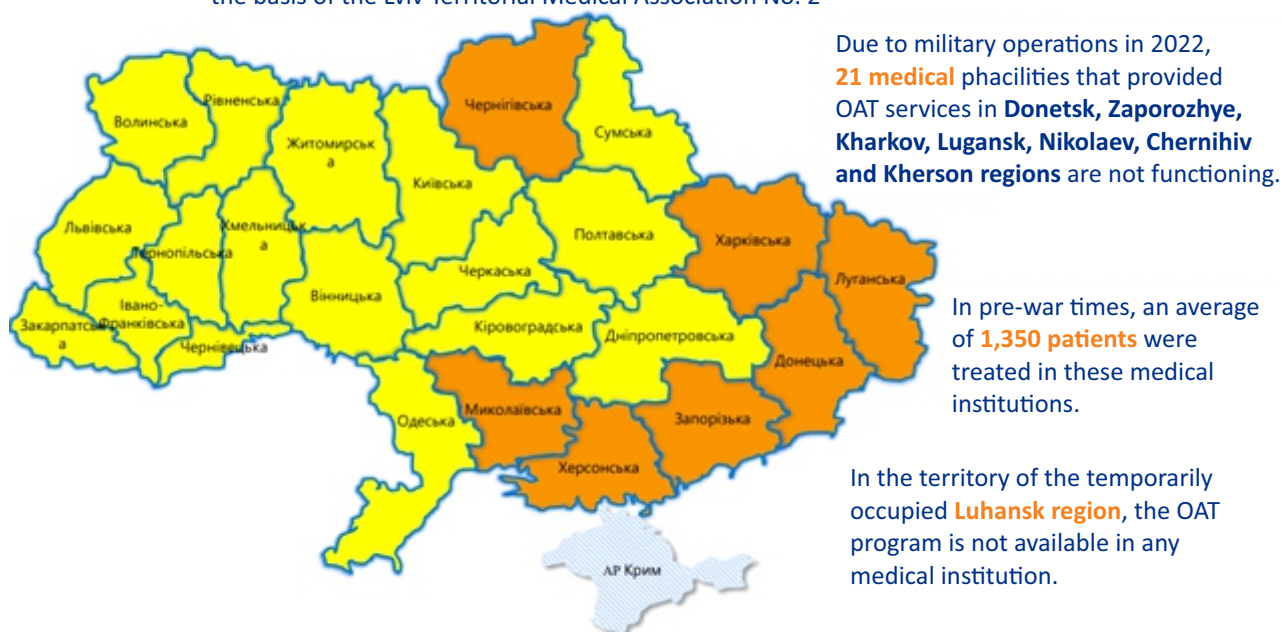 the basis of the Lviv Territorial Medical Association No. 2
Due to military operations in 2022,
21 medical phacilities that provided
OAT services in Donetsk, Zaporozhye,
Kharkov, Lugansk, Nikolaev, Chernihiv
and Kherson regions are not functioning.
Чернігівська
Рівненська
Волинська
Сумська
Житомирськ
а
Київська
Львівська
Тернопільська
Хмельницьк
а
Полтавська
Харківська
Черкаська
Луганська
Вінницька
Івано-
Франківська
Закарпатськ
а
Чернівецька
Кіровоградська
Дніпропетровська
Донецька
In pre-war times, an average
of 1,350 patients were
treated in these medical
institutions.
Одеська
Миколаївська
Запорізька
Херсонська
АР Крим
In the territory of the temporarily
occupied Luhansk region, the OAT
program is not available in any
medical institution.